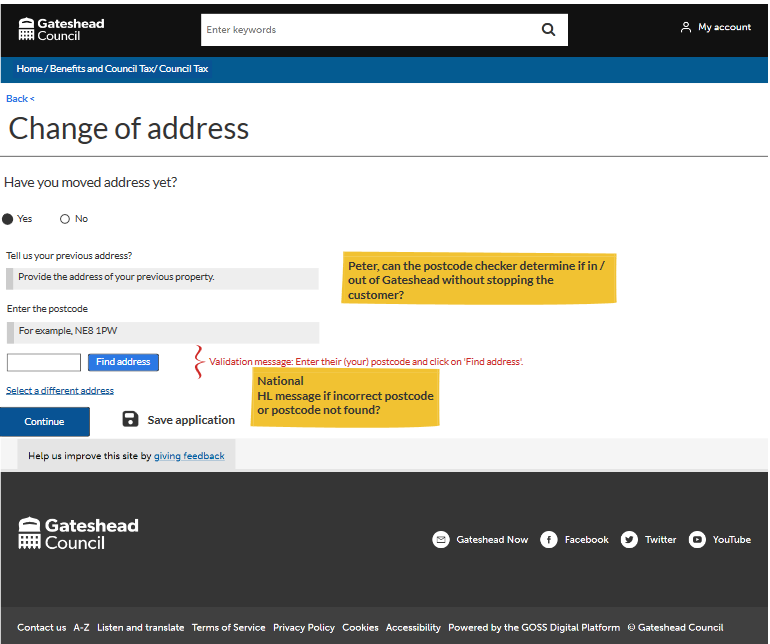 Gateshead
Council
Enter keywords
My account
Home / Benefits and Council Tax/ Council Tax
Back <
Change of address
Have you moved address yet?
Yes No
Tell us your previous address?
Provide the address of your previous property.
Peter, can the postcode checker determine if in /
out of Gateshead without stopping the
customer?
Enter the postcode
For example, NE8 1PW
Find address
Validation message: Enter their (your) postcode and click on 'Find address'.
National
HL message if incorrect postcode
or postcode not found?
Select a different address
Continue
Save application
Help us improve this site by giving feedback
Gateshead
Council
Gateshead Now Facebook Twitter YouTube
Contact us A-Z Listen and translate Terms of Service Privacy Policy Cookies Accessibility Powered by the GOSS Digital Platform © Gateshead Council